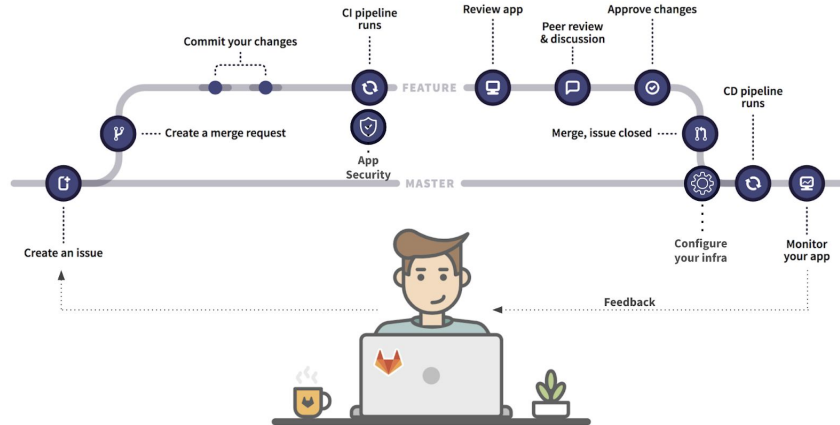 CI pipeline
runs
Review app
Peer review
& discussion
Approve changes
Commit your changes
FEATURE
CD pipeline
runs
Create a merge request
Merge, issue closed
App
Security
MASTER
Create an issue
Configure
your infra
Monitor
your app
Feedback